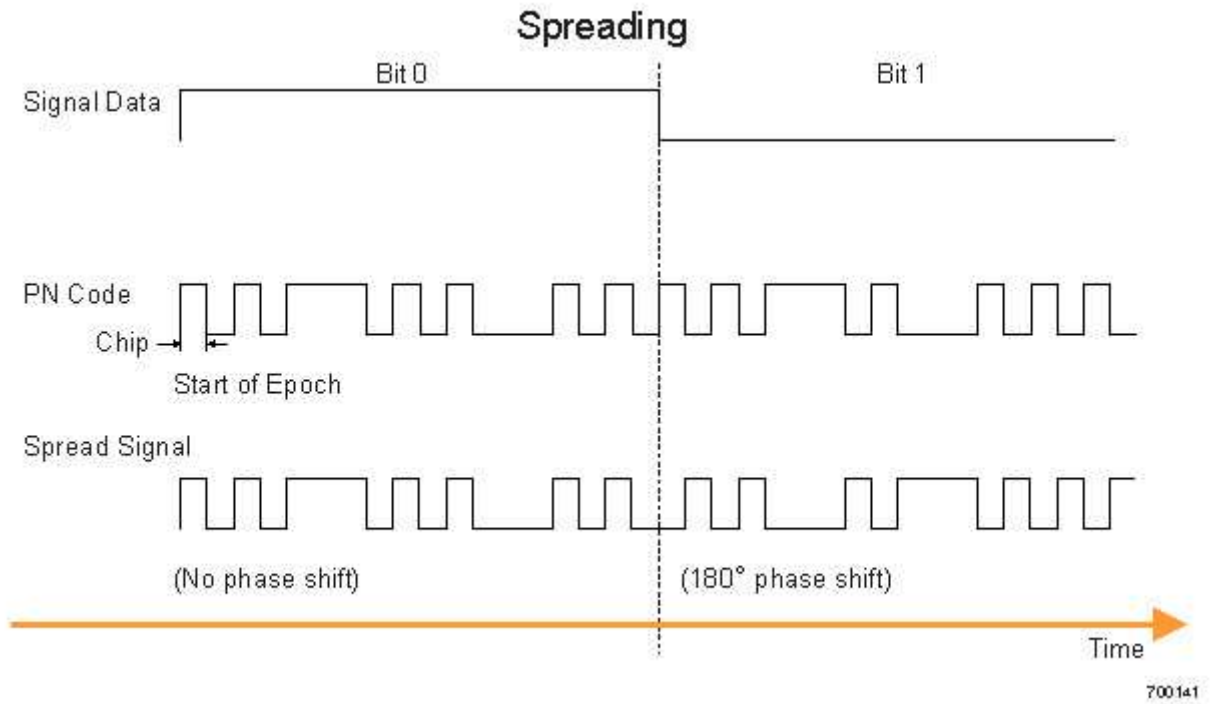 Spreading
Bit 0
Bit 1
Signal Data
PN Code
Chip
Start of Epoch
Spread Signal
(No phase shift)
(180° phase shift)
Time
700141